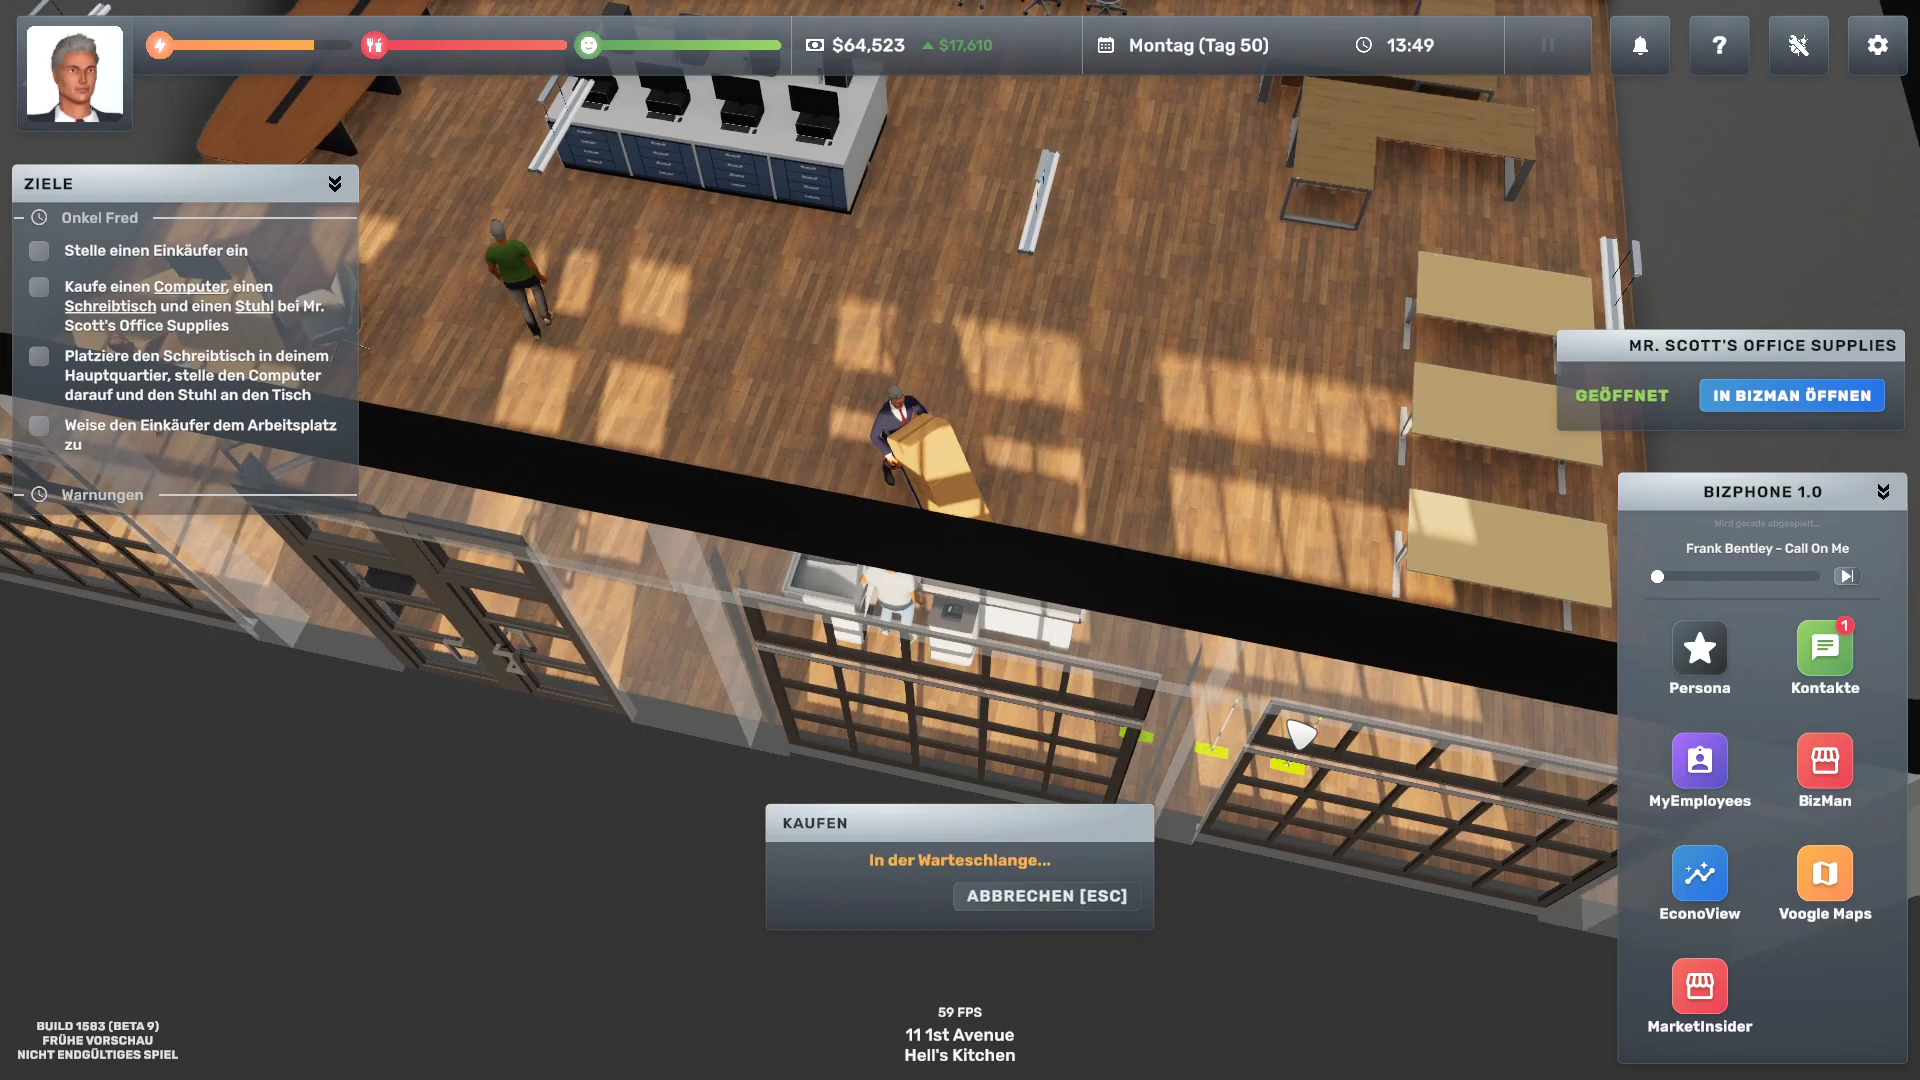 $64,523
$17,610
Montag (Tag 50)
13:49
?
ZIELE
Onkel Fred
Stelle einen Einkäufer ein
Kaufe einen Computer, einen
Schreibtisch und einen Stuhl bei Mr.
Scott's Office Supplies
Platziere den Schreibtisch in deinem
Hauptquartier, stelle den Computer
darauf und den Stuhl an den Tisch
Weise den Einkäufer dem Arbeitsplatz
zu
Warnungen
MR. SCOTT'S OFFICE SUPPLIES
GEÖFFNET
IN BIZMAN ÖFFNEN
BIZPHONE 1.0
Wird gerade abgespielt...
Frank Bentley - Call On Me
Persona
1
Kontakte
MyEmployees
BizMan
EconoView
Voogle Maps
MarketInsider
KAUFEN
In der Warteschlange...
ABBRECHEN [ESC]
59 FPS
11 1st Avenue
Hell's Kitchen
BUILD 1583 (BETA 9)
FRÜHE VORSCHAU
NICHT ENDGÜLTIGES SPIEL